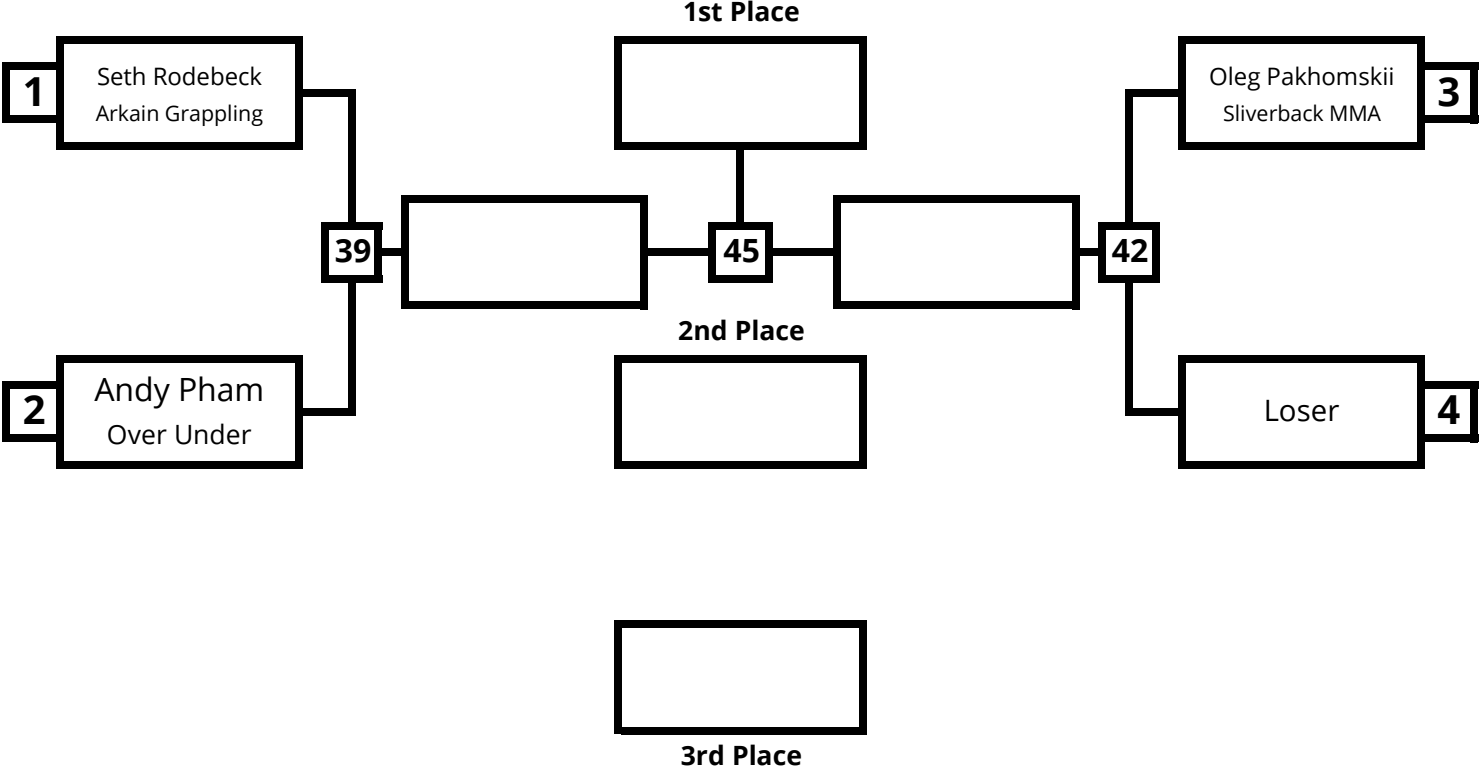 1st Place
1
Seth Rodebeck
Arkain Grappling
Oleg Pakhomskii
Sliverback MMA
3
39
45
42
2nd Place
2
Andy Pham
Over Under
Loser
4
3rd Place